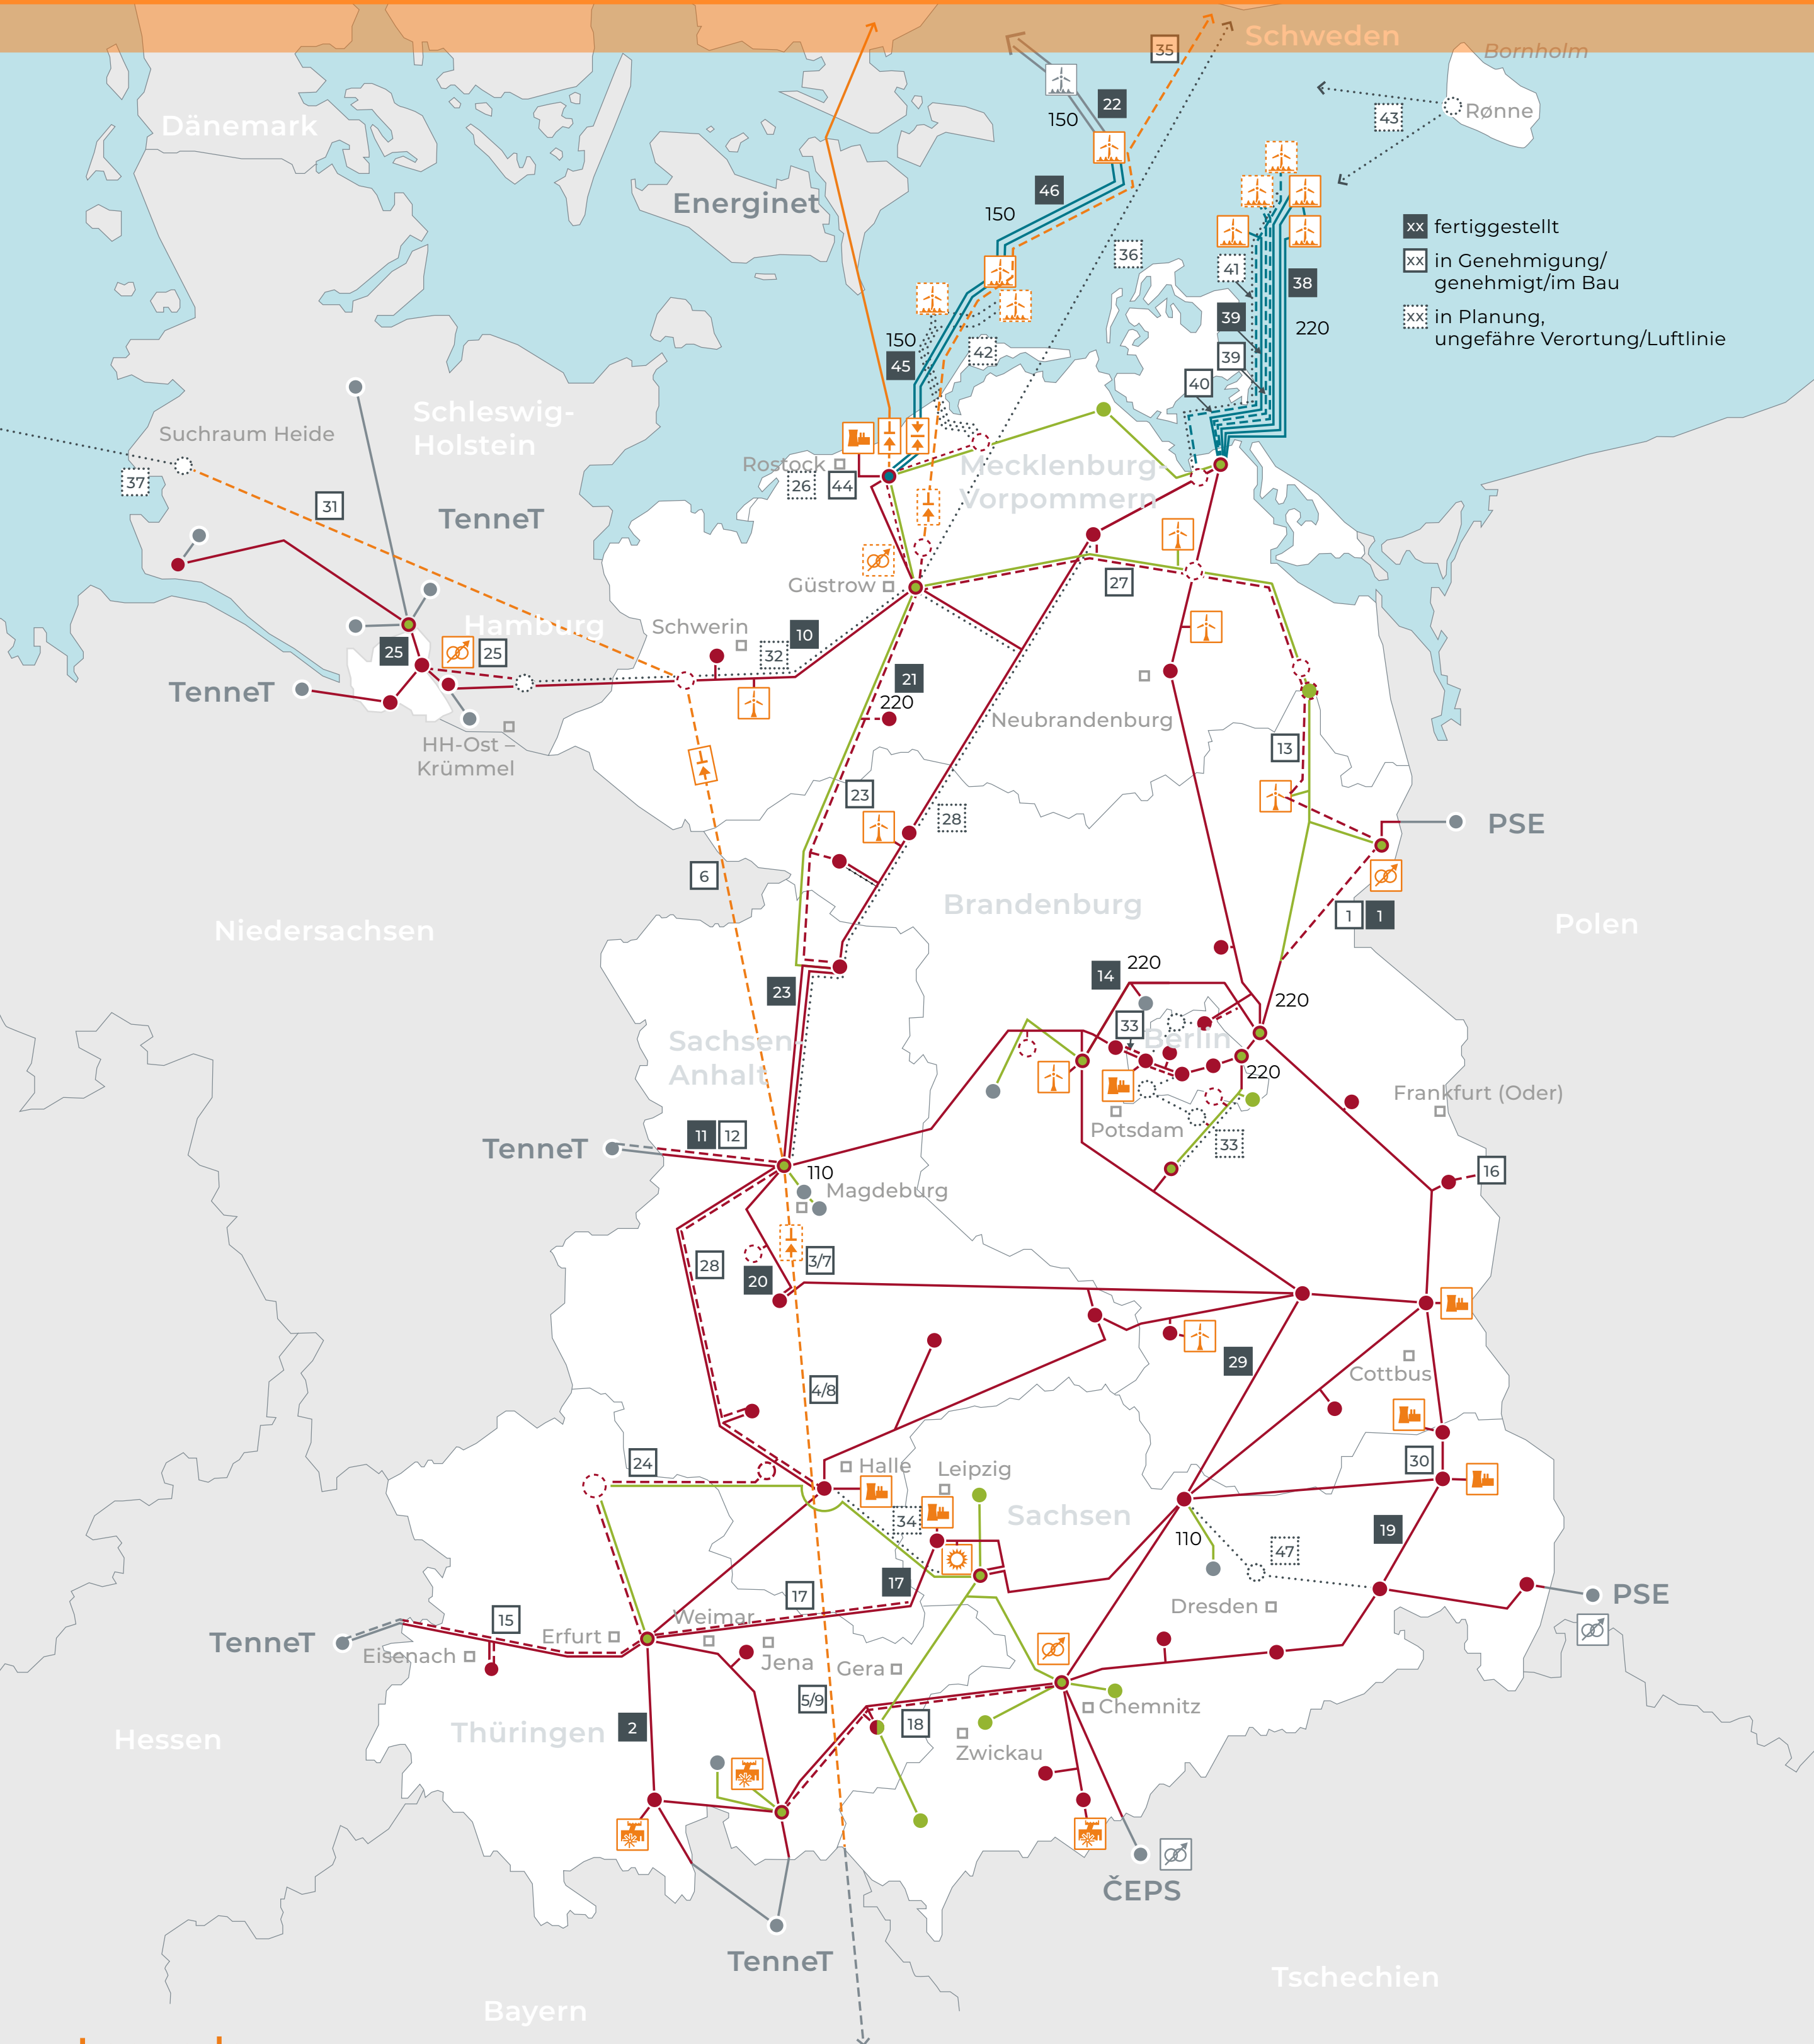 35
Schweden
Bornholm
22
150
Rønne
43
Dänemark
46
Energinet
150
xx fertiggestellt
xx in Genehmigung/
genehmigt/im Bau
xx in Planung,
ungefähre Verortung/Luftlinie
36
41
38
39
220
150
42
45
39
40
Schleswig-
Holstein
Suchraum Heide
Rostock
Mecklenburg-
Vorpommern
37
26
44
31
TenneT
27
Güstrow
Hamburg
Schwerin
10
25
25
32
21
TenneT
220
Neubrandenburg
HH-Ost –
Krümmel
13
23
28
PSE
6
Brandenburg
1
1
Niedersachsen
Polen
14
220
23
220
33
Sachsen-
Anhalt
Berlin
220
Frankfurt (Oder)
TenneT
11
12
Potsdam
33
110
Magdeburg
16
28
3/7
20
29
Cottbus
4/8
24
Halle
Leipzig
30
34
Sachsen
19
110
47
17
17
PSE
15
Weimar
Dresden
TenneT
Erfurt
Eisenach
Jena
Gera
5/9
Chemnitz
2
18
Thüringen
Hessen
Zwickau
ČEPS
TenneT
Tschechien
Bayern